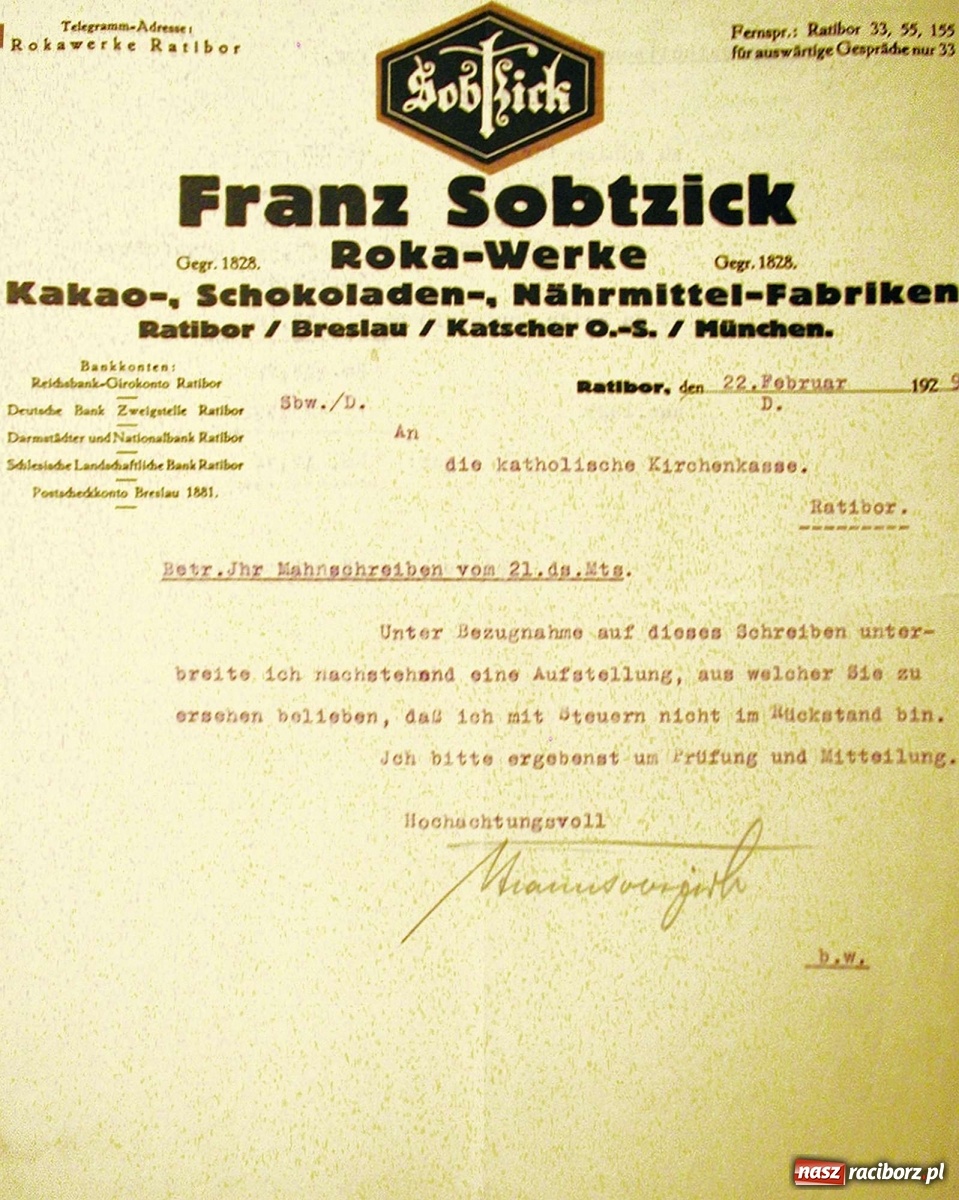 Telegramm-Adresse:
Rokawerke Ratibor
Sobtzick
Fernspr.: Ratibor 33, 55, 155
für auswärtige Gespräche nur 33
Franz Sobtzick
Roka-Werke
Gegr. 1828.
Gegr. 1828.
Kakao-, Schokoladen-, Nährmittel-Fabriken
Ratibor / Breslau / Katscher O.-S. / München.
Bankkonten:
Reichsbank-Girokonto Ratibor
Deutsche Bank Zweigstelle Ratibor
Darmstädter und Nationalbank Ratibor
Schlesische Landschaftliche Bank Ratibor
Postscheckkonto Breslau 1881.
Ratibor, den 22.Februar 1929
Sbw./D.
D.
An
die katholische Kirchenkasse.
Ratibor.
Betr.Jhr Mahnschreiben vom 21.ds.Mts.
Unter Bezugnahme auf dieses Schreiben unter-
breite ich nachstehend eine Aufstellung, aus welcher Sie zu
ersehen belieben, daß ich mit Steuern nicht im Rückstand bin.
Jch bitte ergebenst um Prüfung und Mitteilung.
Hochachtungsvoll
b.w.
nasz raciborz pl